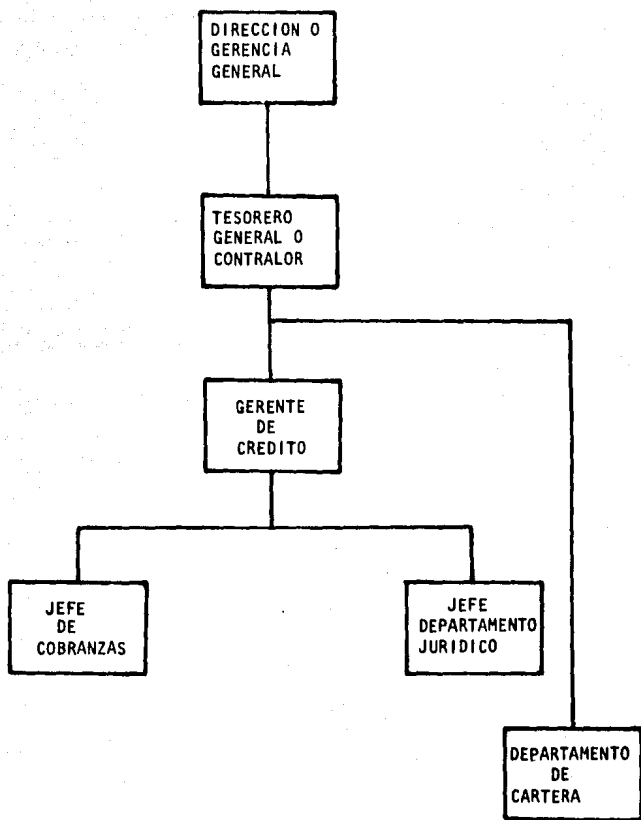 DIRECCION O
GERENCIA
GENERAL
TESORERO
GENERAL O
CONTRALOR
GERENTE
DE
CREDITO
JEFE
DE
COBRANZAS
JEFE
DEPARTAMENTO
JURIDICO
DEPARTAMENTO
DE
CARTERA